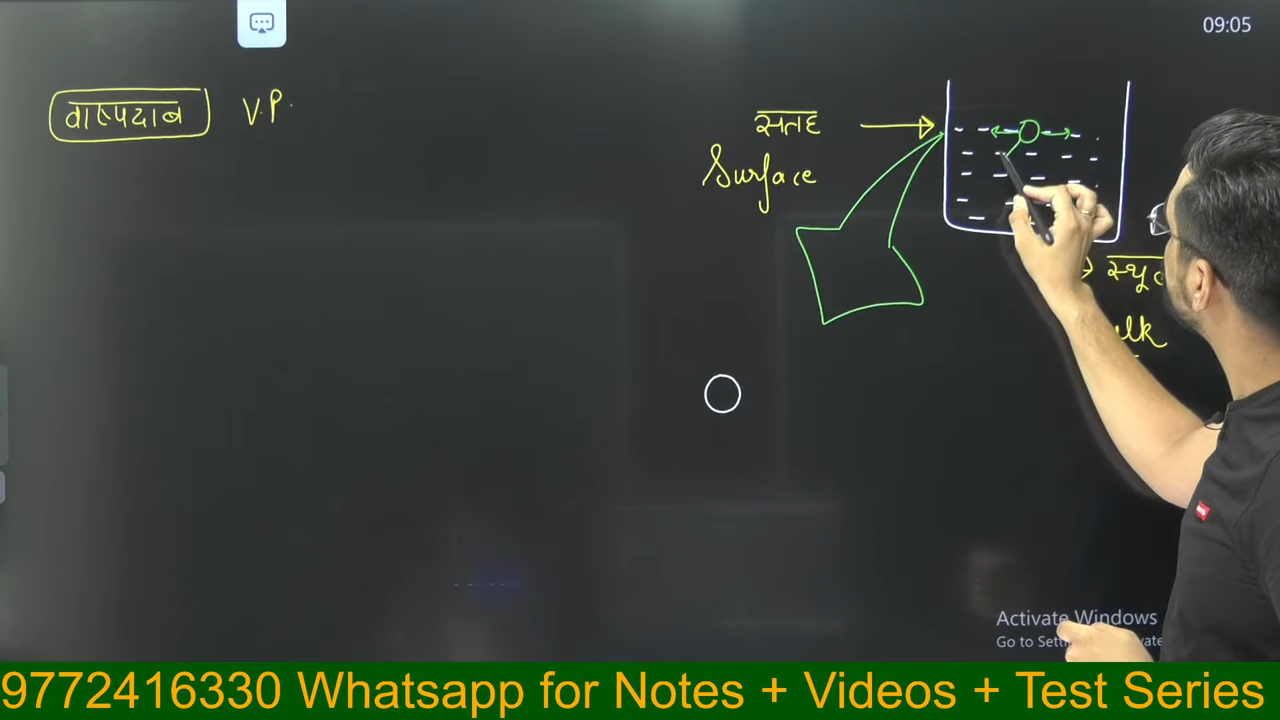 09:05
वाष्पदाब V.P.
सतह
Surface
Activate Windows
9772416330 Whatsapp for Notes + Videos + Test Series